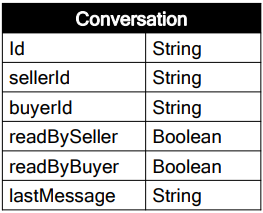 Conversation
Id String
sellerId String
buyerId String
readBySeller Boolean
readByBuyer Boolean
lastMessage String